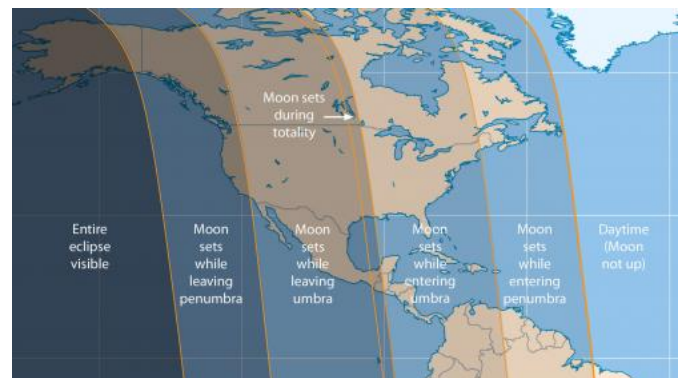 Moon sets
during
totality
Entire
eclipse
visible
Moon
sets
while
leaving
penumbra
Moon
sets
while
leaving
umbra
Moon
sets
while
entering
umbra
Moon
sets
while
entering
penumbra
Daytime
(Moon
not up)